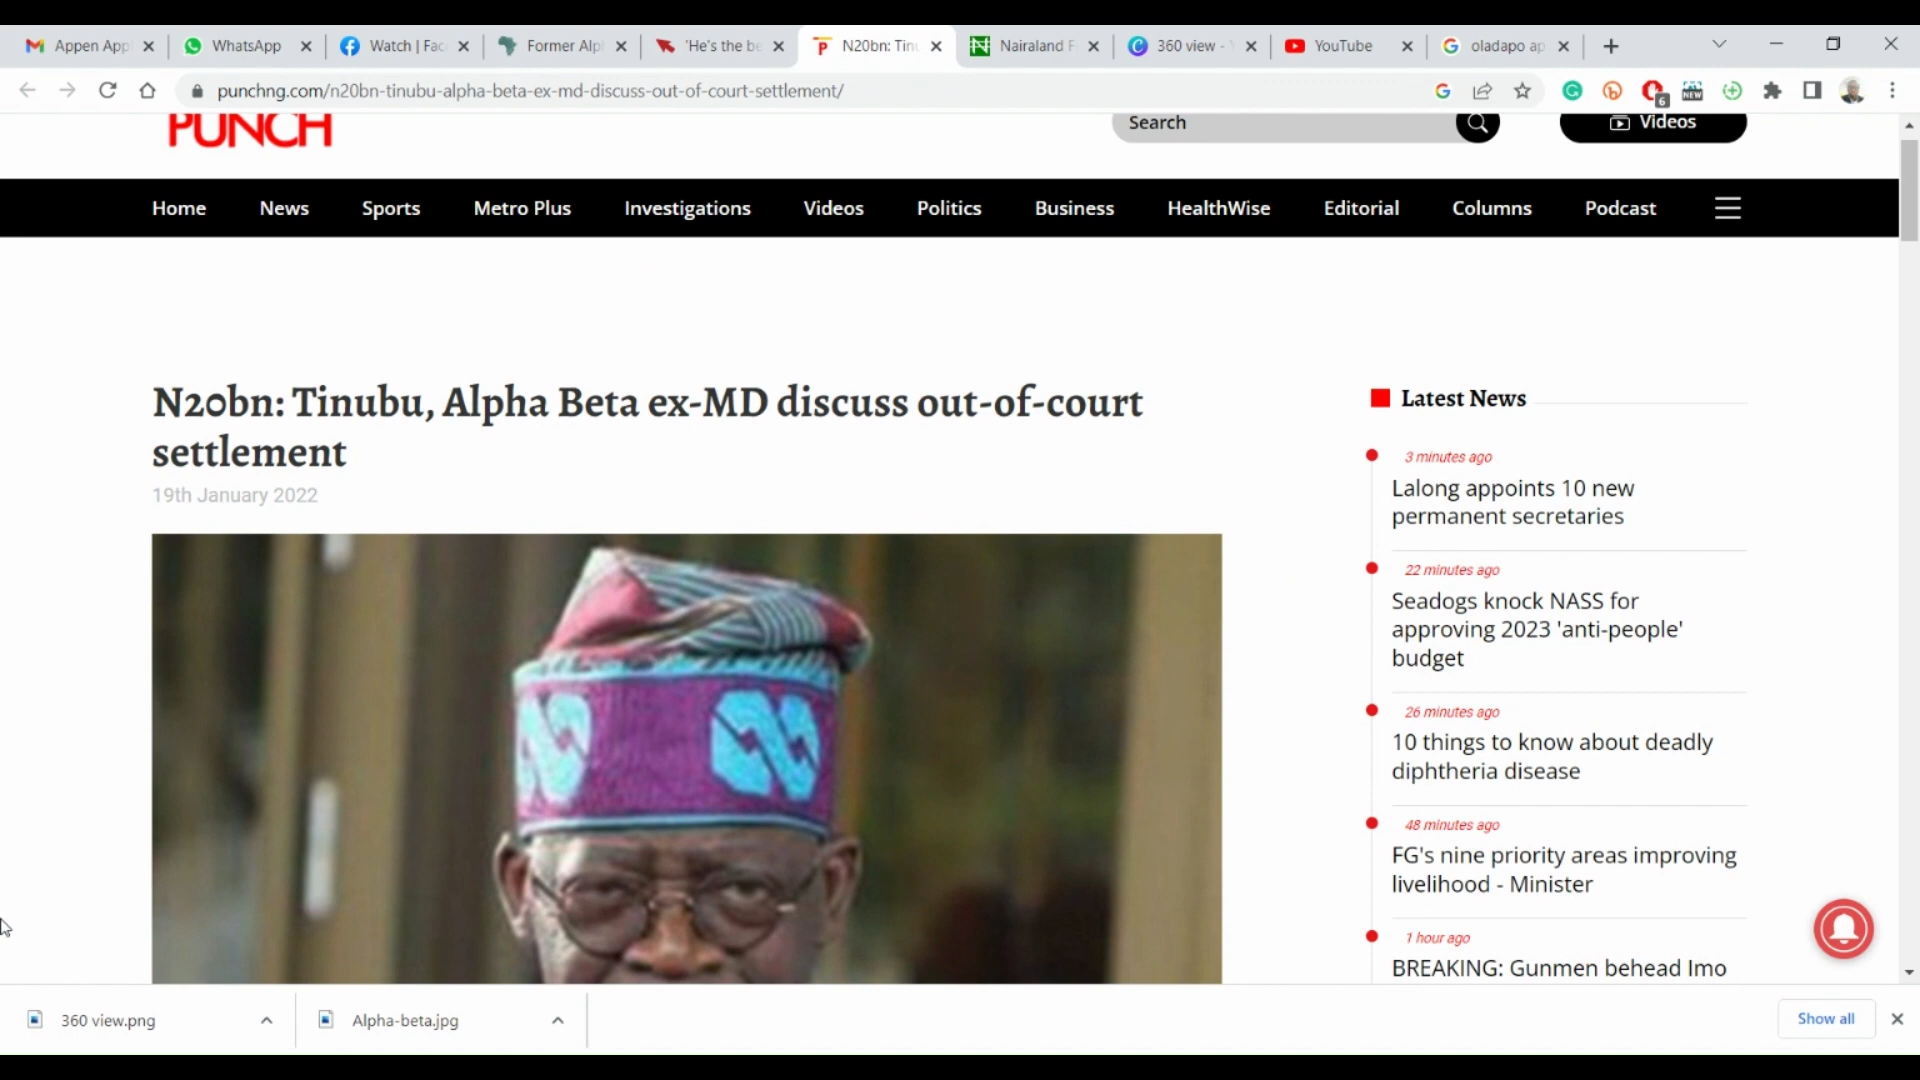 Appen App
WhatsApp
Watch | Fac
Former Alp
'He's the be
N20bn: Tinu
Nairaland F
360 view -
YouTube
oladapo ap
punchng.com/n20bn-tinubu-alpha-beta-ex-md-discuss-out-of-court-settlement/
6
NEW
PUNCH
Search
Videos
Home News Sports Metro Plus Investigations Videos Politics Business HealthWise Editorial Columns Podcast
N20bn: Tinubu, Alpha Beta ex-MD discuss out-of-court
settlement
19th January 2022
Latest News
3 minutes ago
Lalong appoints 10 new
permanent secretaries
22 minutes ago
Seadogs knock NASS for
approving 2023 'anti-people'
budget
26 minutes ago
10 things to know about deadly
diphtheria disease
48 minutes ago
FG's nine priority areas improving
livelihood - Minister
1 hour ago
BREAKING: Gunmen behead Imo
360 view.png
Alpha-beta.jpg
Show all